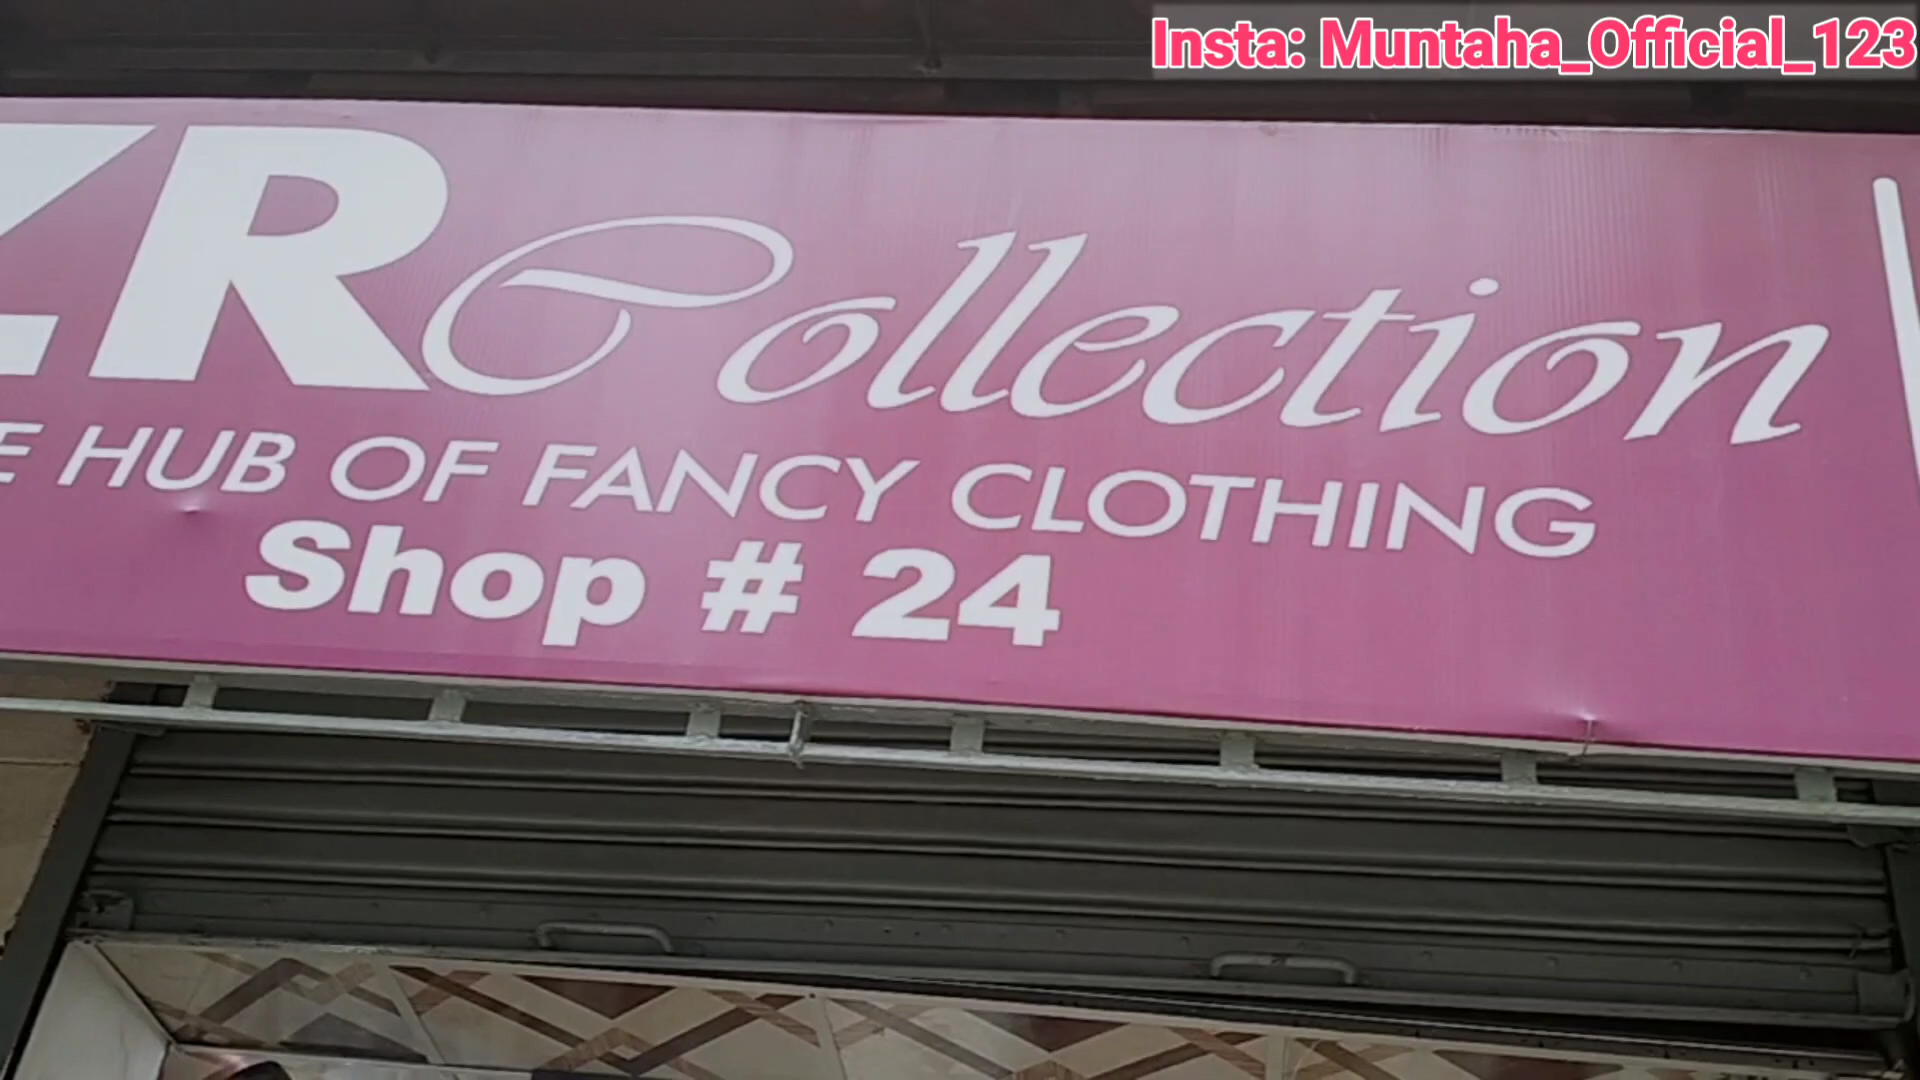 Insta: Muntaha_Official_123
ZR Collection
HUB OF FANCY CLOTHING
Shop # 24